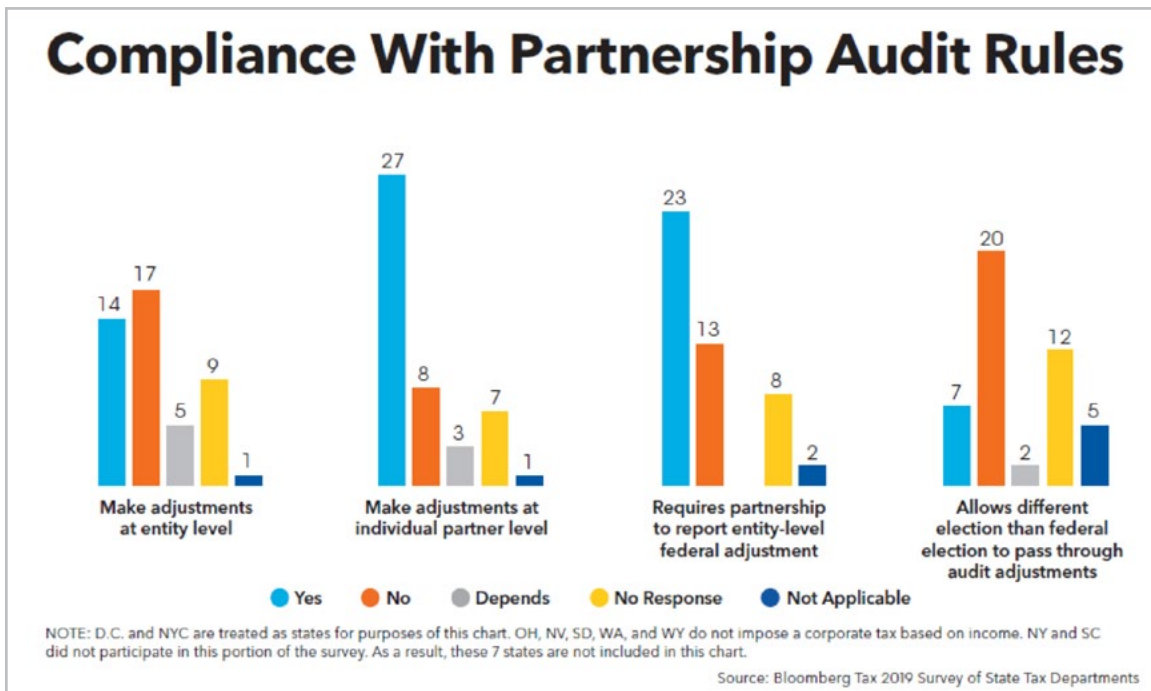 Compliance With Partnership Audit Rules
14
17
5
9
1
27
8
3
7
1
23
13
8
2
7
20
2
12
5
Make adjustments
at entity level
Make adjustments at
individual partner level
Requires partnership
to report entity-level
federal adjustment
Allows different
election than federal
election to pass through
audit adjustments
Yes No Depends No Response Not Applicable
NOTE: D.C. and NYC are treated as states for purposes of this chart. OH, NV, SD, WA, and WY do not impose a corporate tax based on income. NY and SC
did not participate in this portion of the survey. As a result, these 7 states are not included in this chart.
Source: Bloomberg Tax 2019 Survey of State Tax Departments